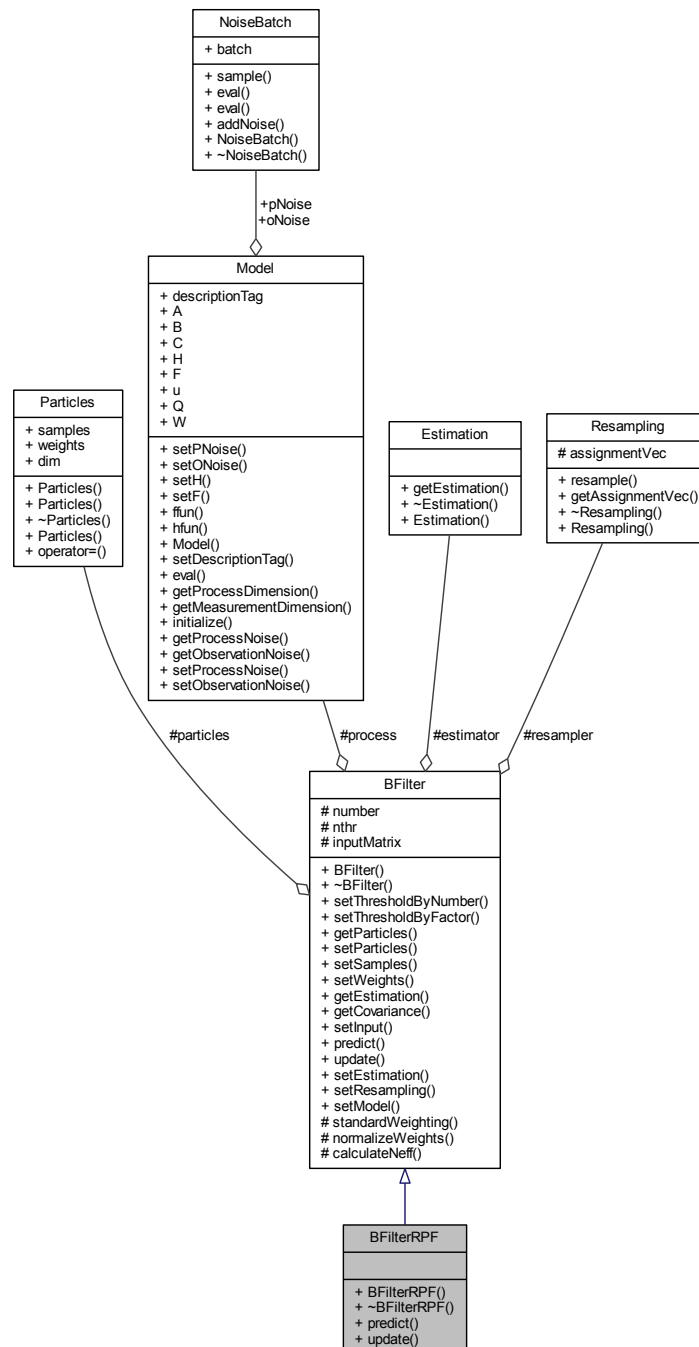 NoiseBatch
+ batch
+ sample()
+ eval()
+ eval()
+ addNoise()
+ NoiseBatch()
+ ~NoiseBatch()
+pNoise
+oNoise
Model
+ descriptionTag
+ A
+ B
+ C
+ H
+ F
+ u
+ Q
+ W
+ setPNoise()
+ setONoise()
+ setH()
+ setF()
+ ffun()
+ hfun()
+ Model()
+ setDescriptionTag()
+ eval()
+ getProcessDimension()
+ getMeasurementDimension()
+ initialize()
+ getProcessNoise()
+ getObservationNoise()
+ setProcessNoise()
+ setObservationNoise()
Particles
+ samples
+ weights
+ dim
+ Particles()
+ Particles()
+ ~Particles()
+ Particles()
+ operator=()
Estimation
+ getEstimation()
+ ~Estimation()
+ Estimation()
Resampling
# assignmentVec
+ resample()
+ getAssignmentVec()
+ ~Resampling()
+ Resampling()
#particles
#process
#estimator
#resampler
BFilter
# number
# nthr
# inputMatrix
+ BFilter()
+ ~BFilter()
+ setThresholdByNumber()
+ setThresholdByFactor()
+ getParticles()
+ setParticles()
+ setSamples()
+ setWeights()
+ getEstimation()
+ getCovariance()
+ setInput()
+ predict()
+ update()
+ setEstimation()
+ setResampling()
+ setModel()
# standardWeighting()
# normalizeWeights()
# calculateNeff()
BFilterRPF
+ BFilterRPF()
+ ~BFilterRPF()
+ predict()
+ update()